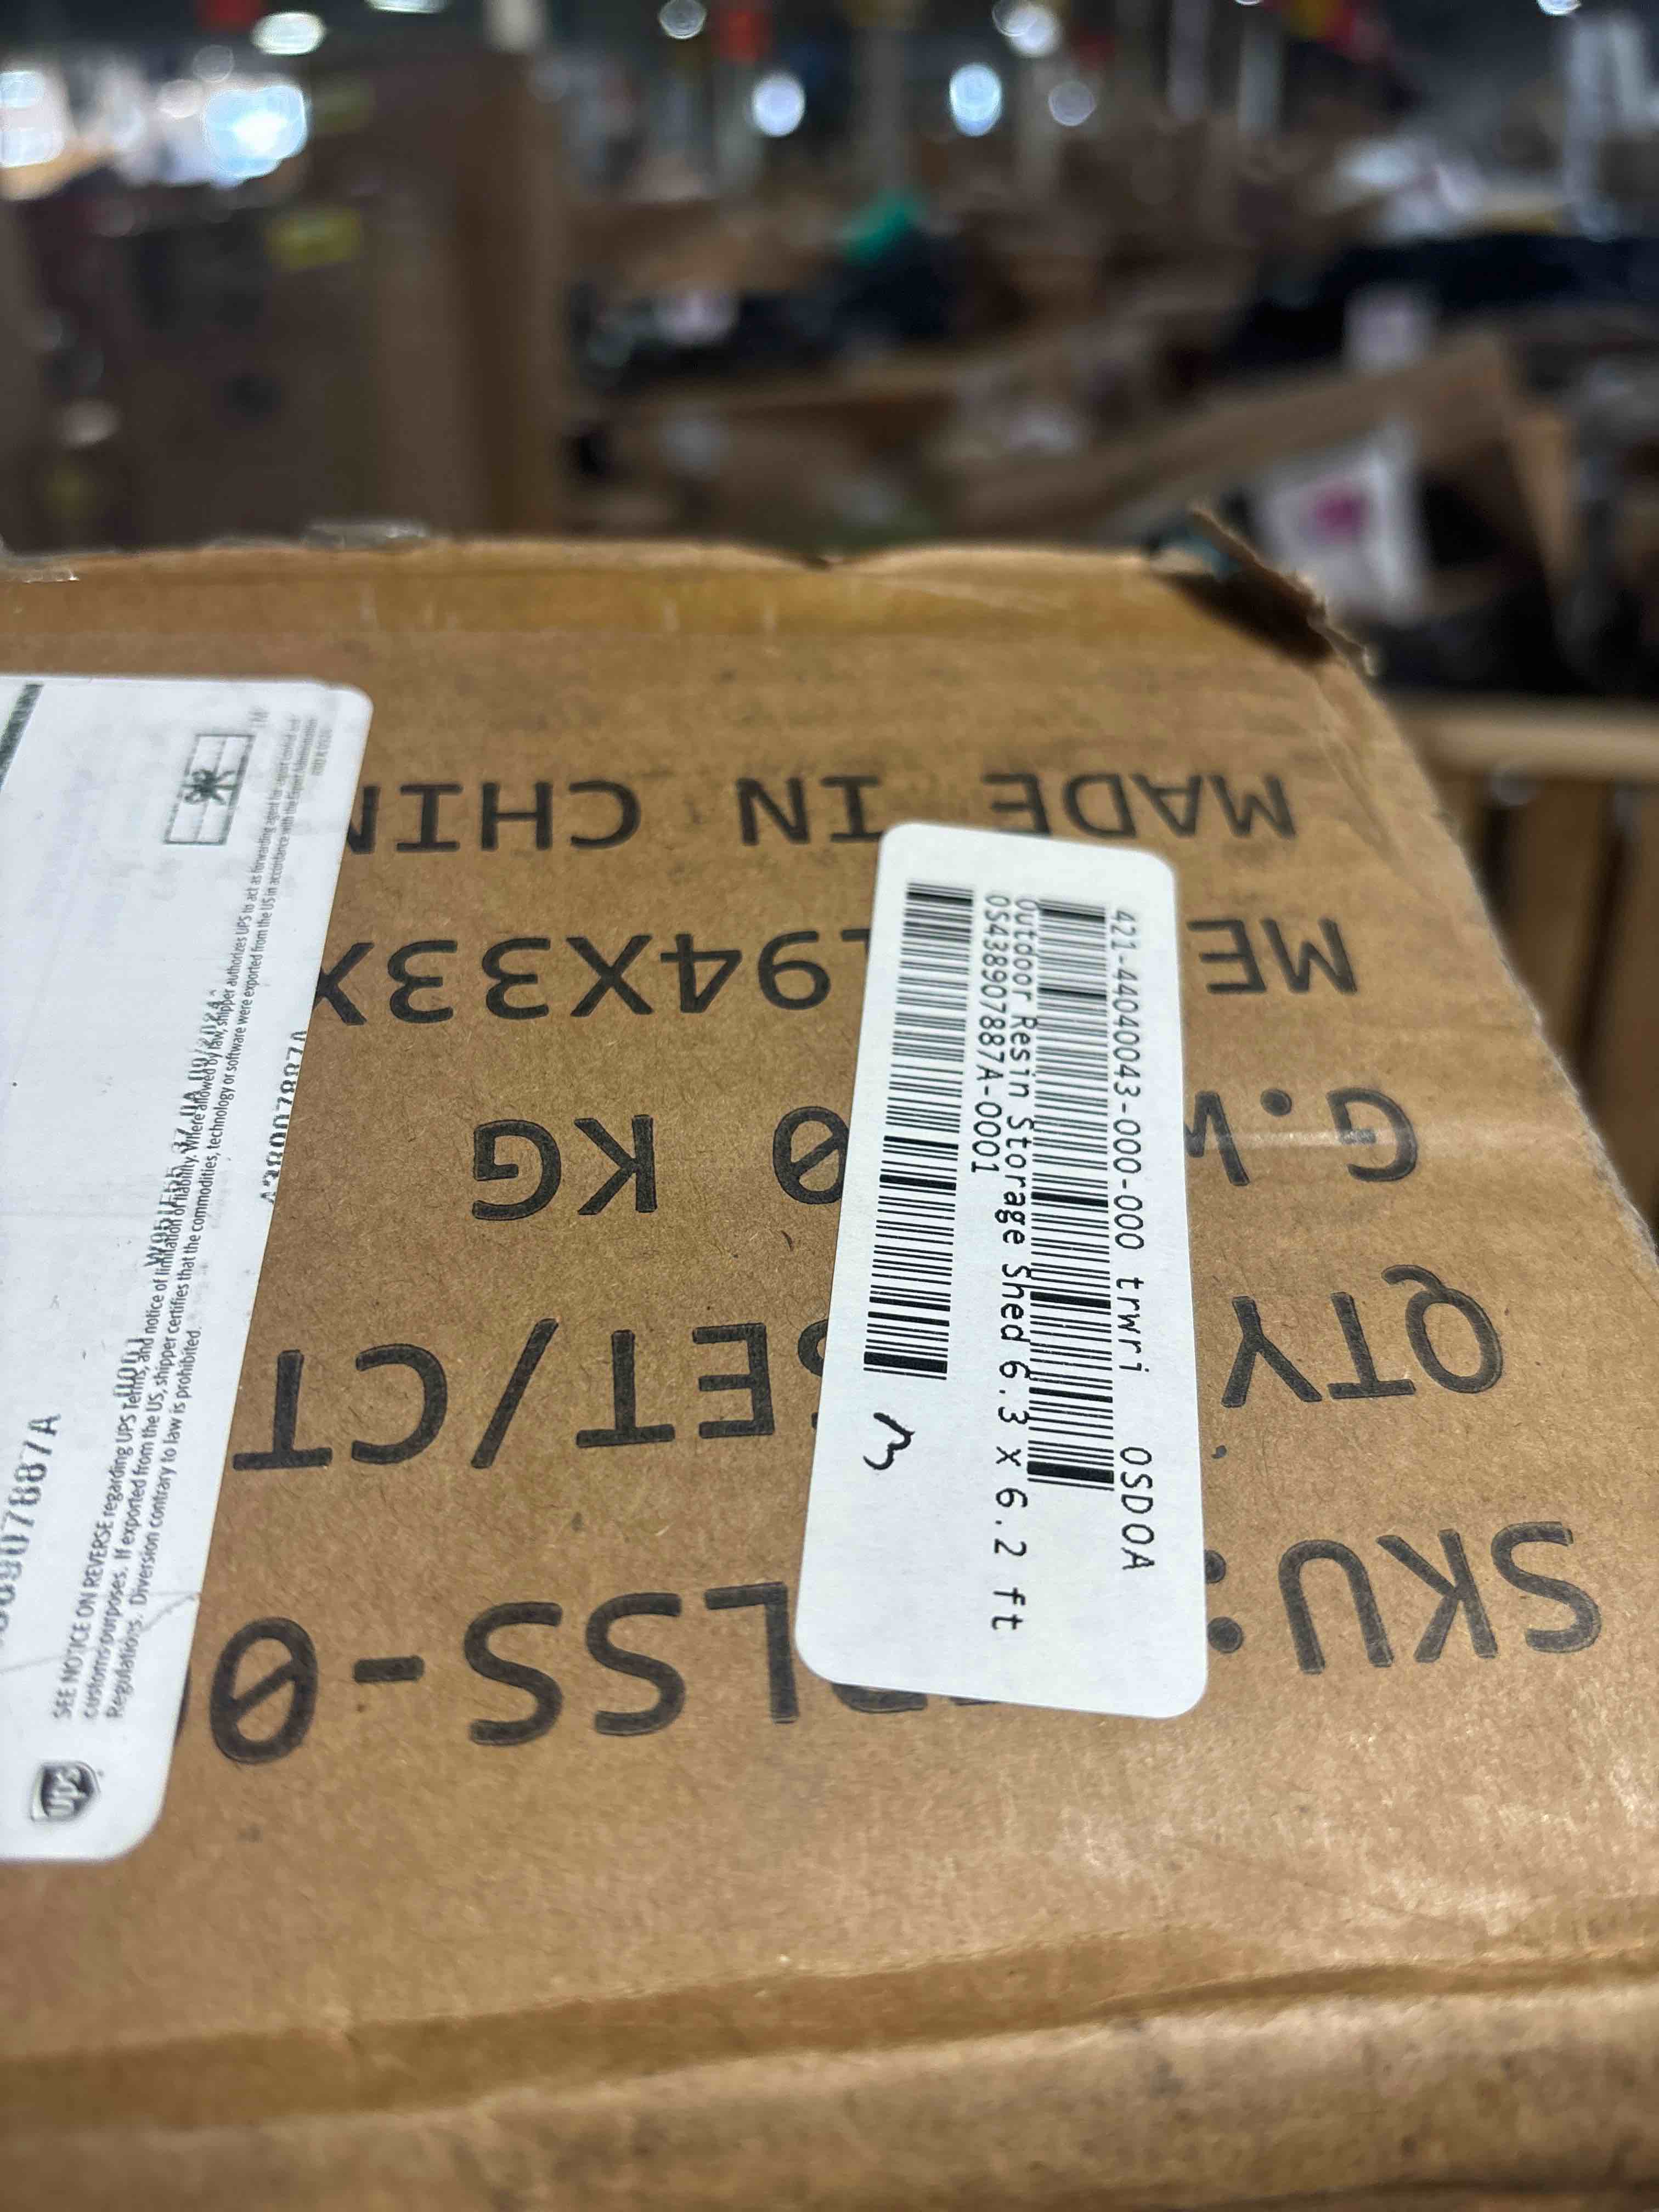 421-44040043-000-000 trwri OSDOA
Outdoor Resin Storage Shed 6.3 x 6.2 ft
OS438907887A-0001
3
SKU: LSS-0
QTY SET/CT
G.W 0 KG
ME 194X33X
MADE IN CHIN
SEE NOTICE ON REVERSE regarding UPS Terms, and notice of limitation of liability. Where allowed by law, shipper authorizes UPS to act as forwarding agent for export control and
customs purposes. If exported from the US, shipper certifies that the commodities, technology or software were exported from the US in accordance with the Export Administration
Regulations. Diversion contrary to law is prohibited.
ups